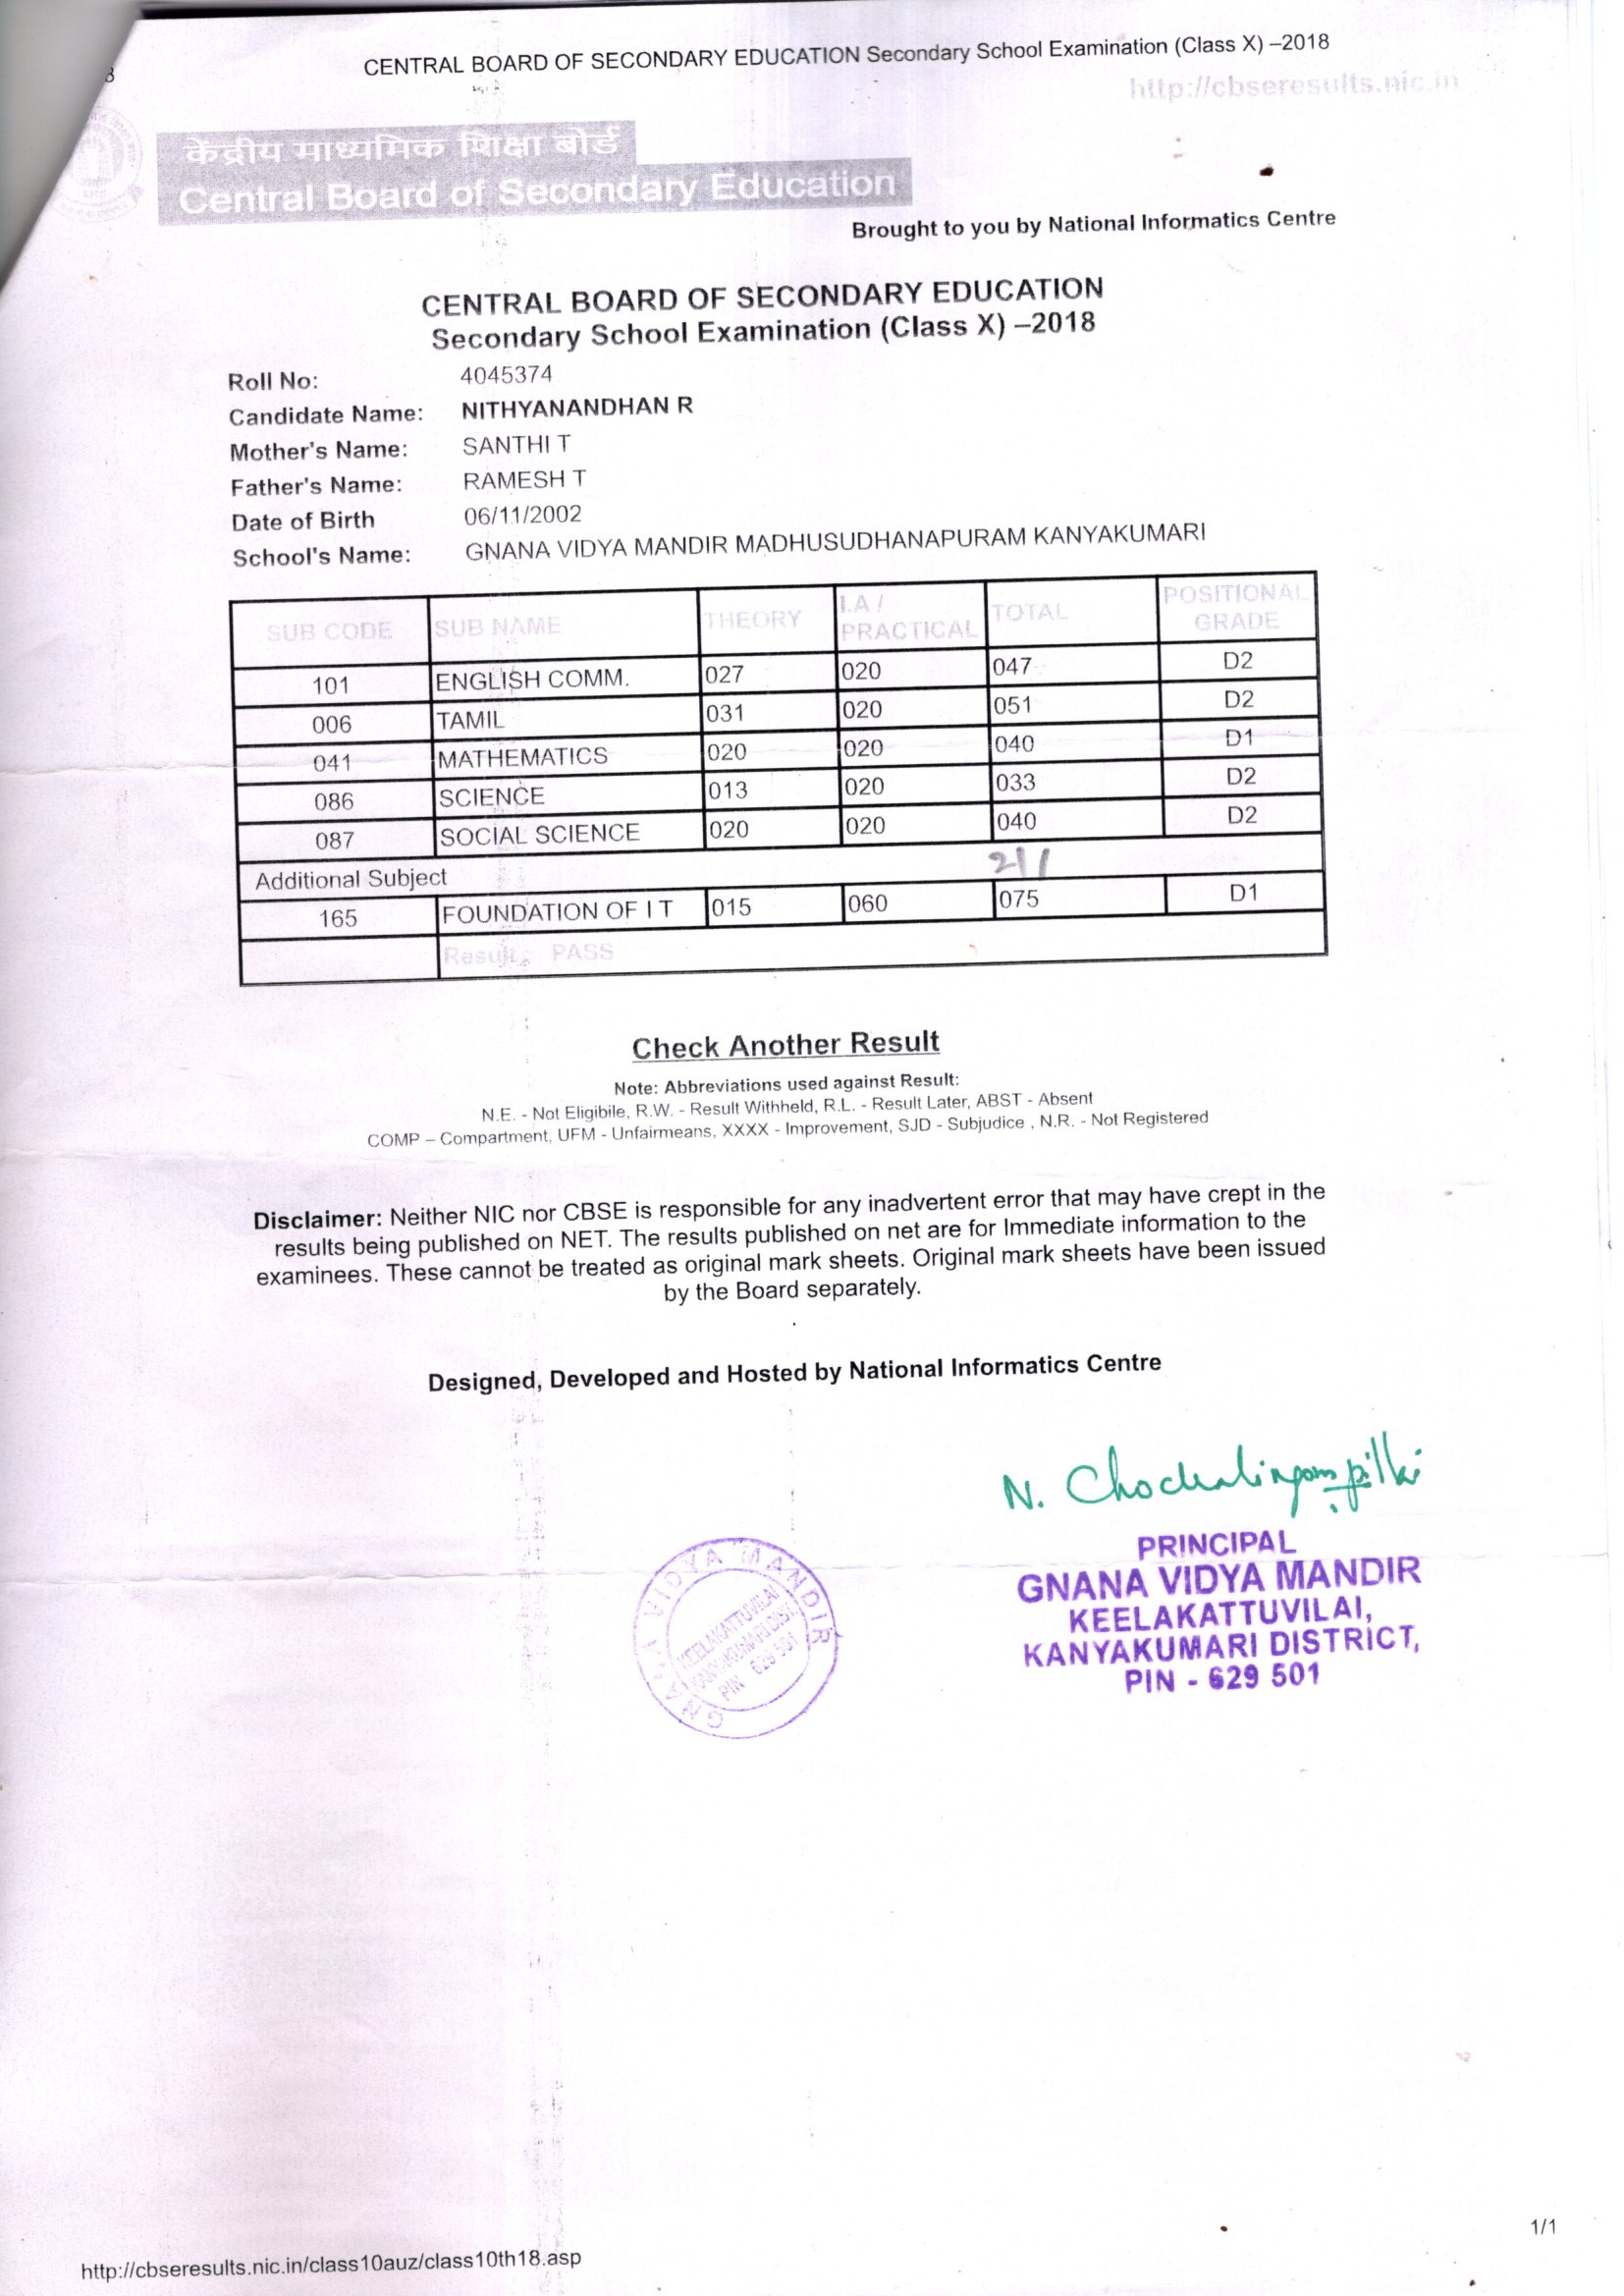 CENTRAL BOARD OF SECONDARY EDUCATION Secondary School Examination (Class X) –2018
http://cbseresults.nic.in
केंद्रीय माध्यमिक शिक्षा बोर्ड
Central Board of Secondary Education
Brought to you by National Informatics Centre
CENTRAL BOARD OF SECONDARY EDUCATION
Secondary School Examination (Class X) –2018
Roll No: 4045374
Candidate Name: NITHYANANDHAN R
Mother's Name: SANTHI T
Father's Name: RAMESH T
Date of Birth 06/11/2002
School's Name: GNANA VIDYA MANDIR MADHUSUDHANAPURAM KANYAKUMARI
SUB CODE SUB NAME THEORY I.A / PRACTICAL TOTAL POSITIONAL GRADE
101 ENGLISH COMM. 027 020 047 D2
006 TAMIL 031 020 051 D2
041 MATHEMATICS 020 020 040 D1
086 SCIENCE 013 020 033 D2
087 SOCIAL SCIENCE 020 020 040 D2
Additional Subject 211
165 FOUNDATION OF I T 015 060 075 D1
Result: PASS
Check Another Result
Note: Abbreviations used against Result:
N.E. - Not Eligibile, R.W. - Result Withheld, R.L. - Result Later, ABST - Absent
COMP – Compartment, UFM - Unfairmeans, XXXX - Improvement, SJD - Subjudice , N.R. - Not Registered
Disclaimer: Neither NIC nor CBSE is responsible for any inadvertent error that may have crept in the
results being published on NET. The results published on net are for Immediate information to the
examinees. These cannot be treated as original mark sheets. Original mark sheets have been issued
by the Board separately.
Designed, Developed and Hosted by National Informatics Centre
N. Chockalingampillai
PRINCIPAL
GNANA VIDYA MANDIR
KEELAKATTUVILAI,
KANYAKUMARI DISTRICT,
PIN - 629 501
GNANA VIDYA MANDIR
KEELAKATTUVILAI
KANYAKUMARI DIST.
PIN 629 501
http://cbseresults.nic.in/class10auz/class10th18.asp
1/1